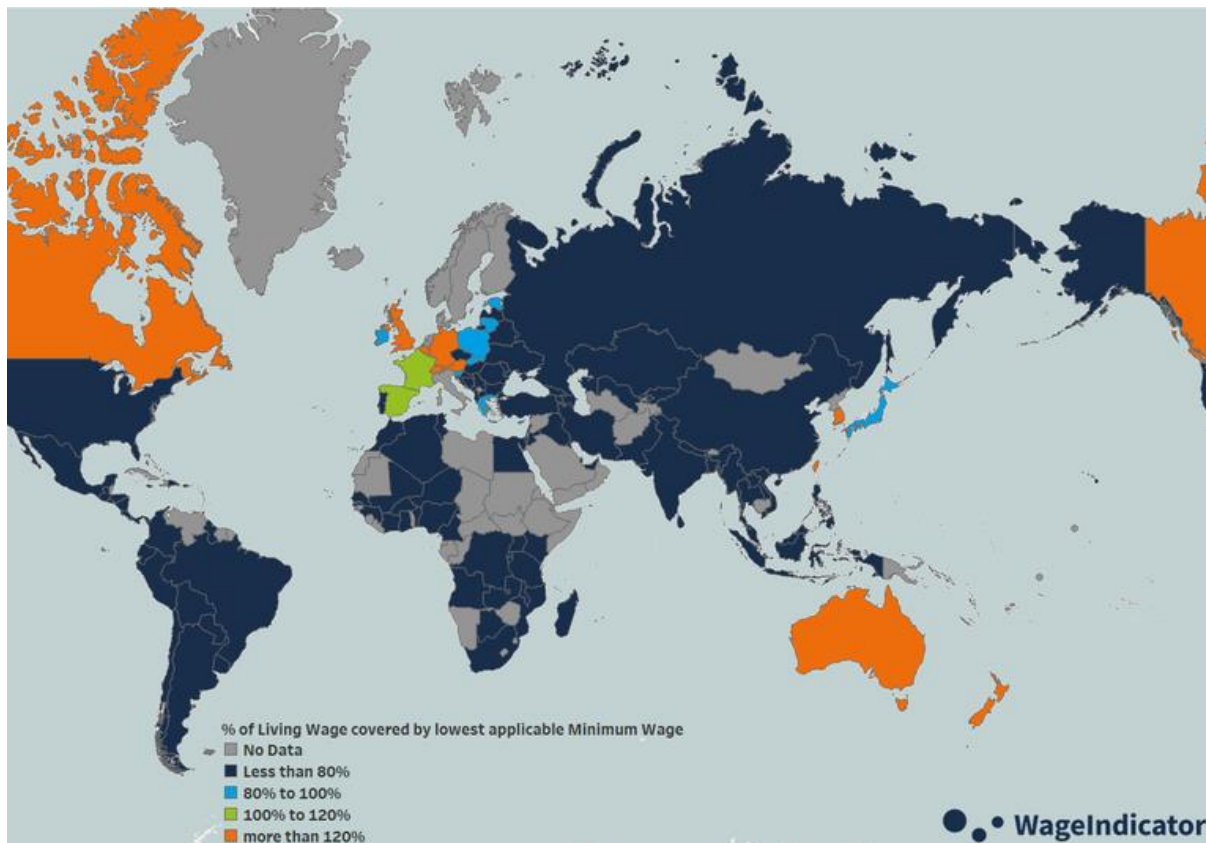 % of Living Wage covered by lowest applicable Minimum Wage
No Data
Less than 80%
80% to 100%
100% to 120%
more than 120%
WageIndicator